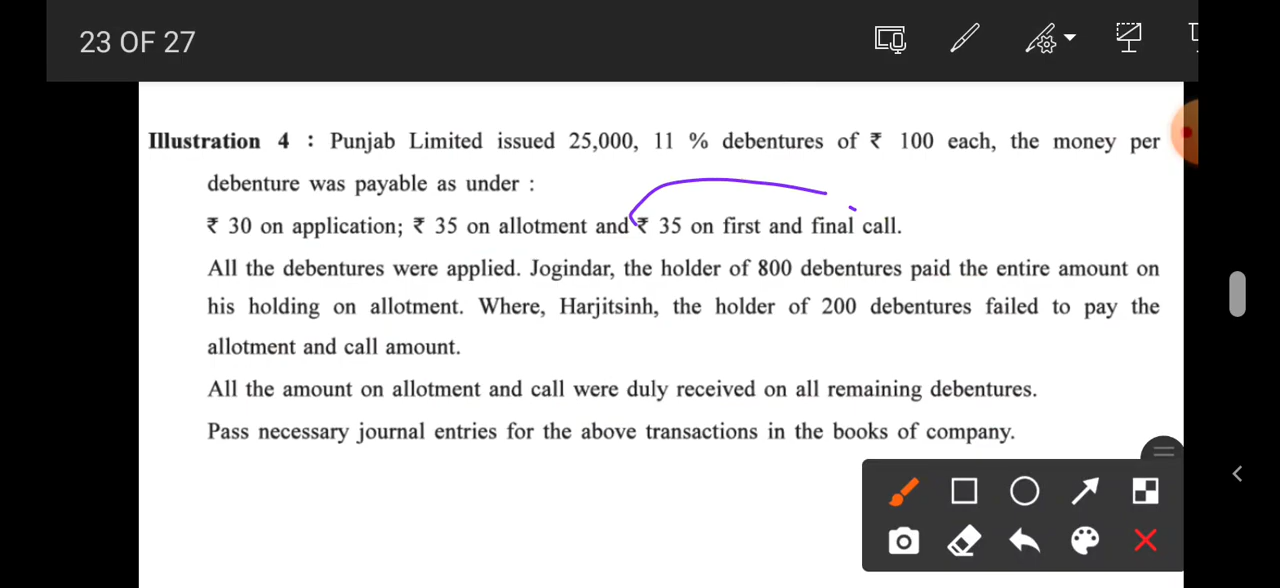 23 OF 27
Illustration 4 : Punjab Limited issued 25,000, 11 % debentures of ₹ 100 each, the money per
debenture was payable as under :
₹ 30 on application; ₹ 35 on allotment and ₹ 35 on first and final call.
All the debentures were applied. Jogindar, the holder of 800 debentures paid the entire amount on
his holding on allotment. Where, Harjitsinh, the holder of 200 debentures failed to pay the
allotment and call amount.
All the amount on allotment and call were duly received on all remaining debentures.
Pass necessary journal entries for the above transactions in the books of company.